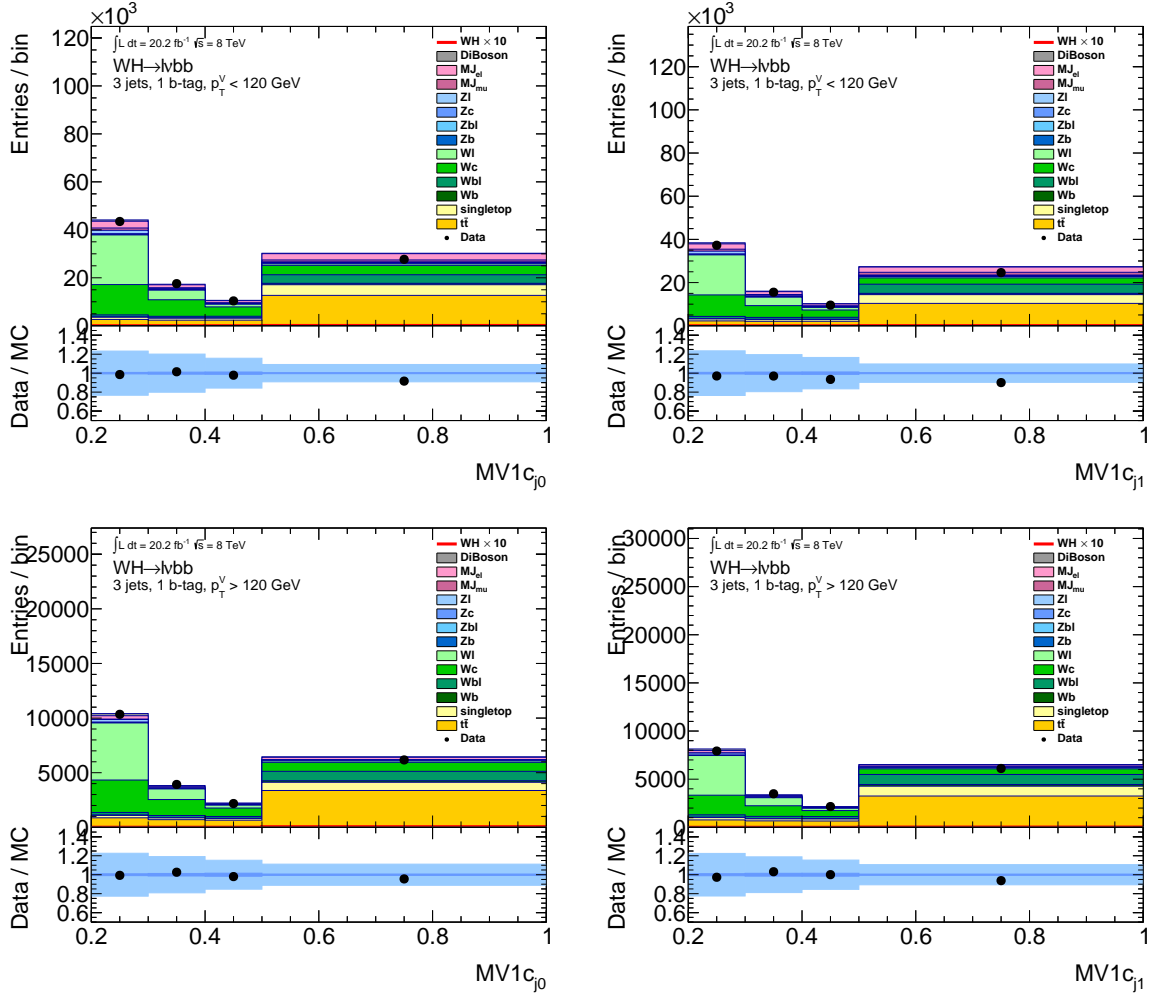 ×10³
Entries / bin
120
100
80
60
40
20
0
∫L dt = 20.2 fb⁻¹ √s = 8 TeV
WH→lνbb
3 jets, 1 b-tag, p_T^V < 120 GeV
WH × 10
DiBoson
MJ_el
MJ_mu
Zl
Zc
Zbl
Zb
Wl
Wc
Wbl
Wb
singletop
tt̄
Data
Data / MC
1.4
1.2
1
0.8
0.6
0.2 0.4 0.6 0.8 1
MV1c_j0
×10³
Entries / bin
120
100
80
60
40
20
0
∫L dt = 20.2 fb⁻¹ √s = 8 TeV
WH→lνbb
3 jets, 1 b-tag, p_T^V < 120 GeV
WH × 10
DiBoson
MJ_el
MJ_mu
Zl
Zc
Zbl
Zb
Wl
Wc
Wbl
Wb
singletop
tt̄
Data
Data / MC
1.4
1.2
1
0.8
0.6
0.2 0.4 0.6 0.8 1
MV1c_j1
Entries / bin
25000
20000
15000
10000
5000
0
∫L dt = 20.2 fb⁻¹ √s = 8 TeV
WH→lνbb
3 jets, 1 b-tag, p_T^V > 120 GeV
WH × 10
DiBoson
MJ_el
MJ_mu
Zl
Zc
Zbl
Zb
Wl
Wc
Wbl
Wb
singletop
tt̄
Data
Data / MC
1.4
1.2
1
0.8
0.6
0.2 0.4 0.6 0.8 1
MV1c_j0
Entries / bin
30000
25000
20000
15000
10000
5000
0
∫L dt = 20.2 fb⁻¹ √s = 8 TeV
WH→lνbb
3 jets, 1 b-tag, p_T^V > 120 GeV
WH × 10
DiBoson
MJ_el
MJ_mu
Zl
Zc
Zbl
Zb
Wl
Wc
Wbl
Wb
singletop
tt̄
Data
Data / MC
1.4
1.2
1
0.8
0.6
0.2 0.4 0.6 0.8 1
MV1c_j1